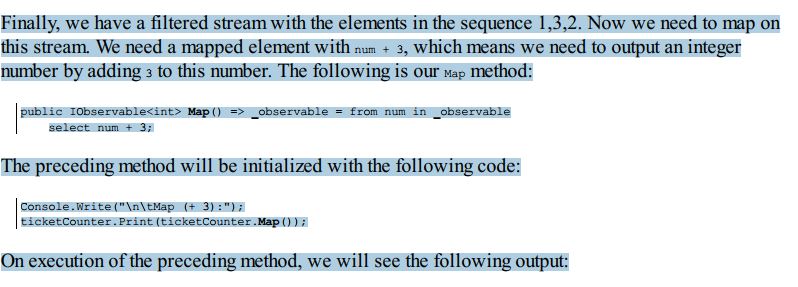 Finally, we have a filtered stream with the elements in the sequence 1,3,2. Now we need to map on
this stream. We need a mapped element with num + 3, which means we need to output an integer
number by adding 3 to this number. The following is our Map method:
public IObservable<int> Map() => _observable = from num in _observable
select num + 3;
The preceding method will be initialized with the following code:
Console.Write("\n\tMap (+ 3):");
ticketCounter.Print(ticketCounter.Map());
On execution of the preceding method, we will see the following output: